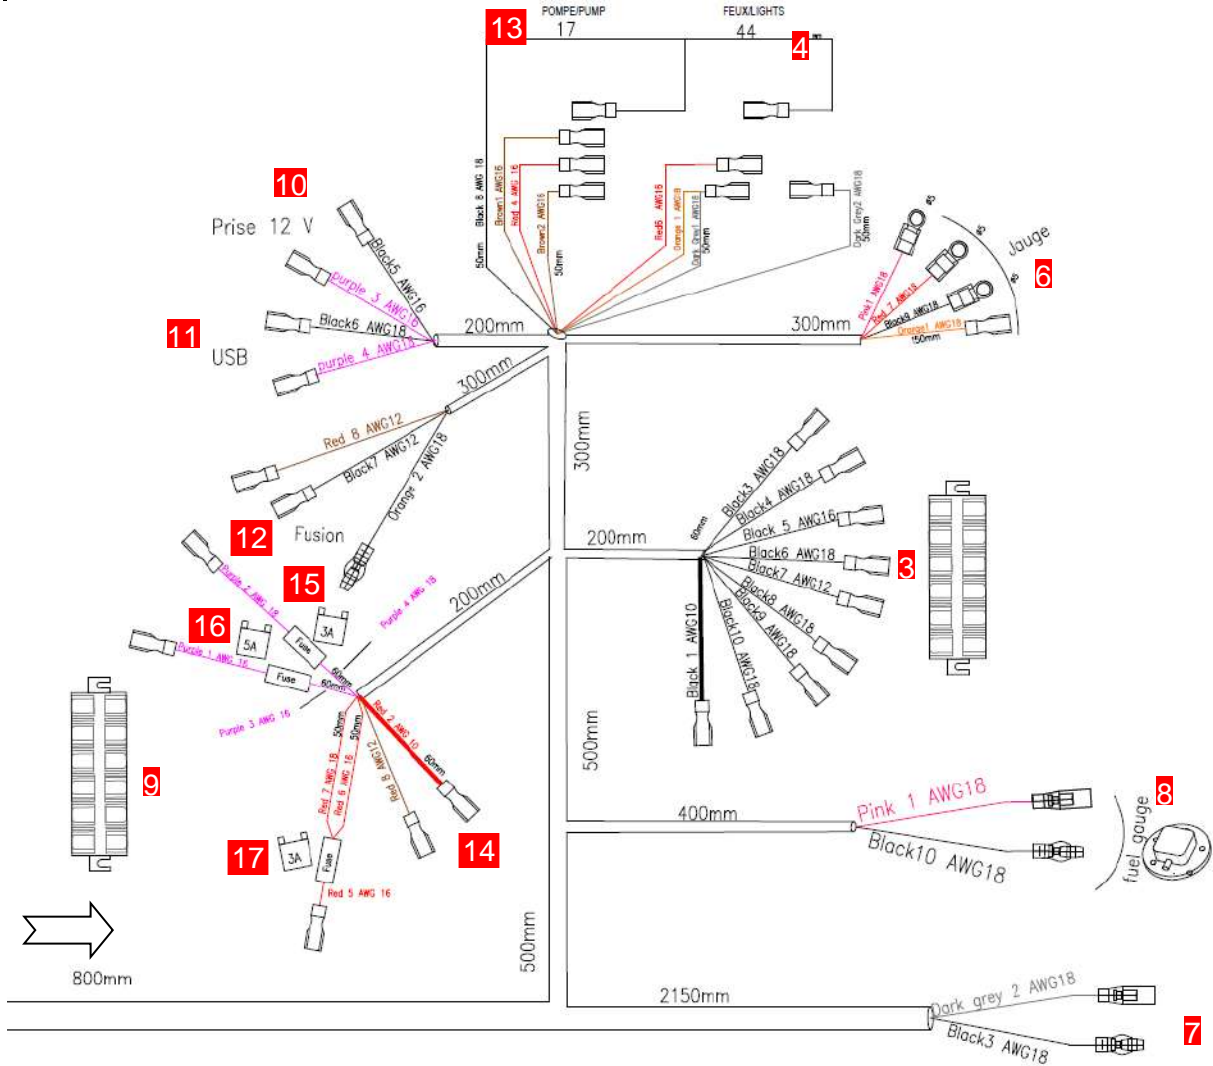 POMPE/PUMP
FEUX/LIGHTS
13
17
44
4
10
Prise 12 V
Black5 AWG16
purple 3 AWG16
Black6 AWG18
purple 4 AWG18
11
USB
50mm Black 8 AWG 18
Brown1 AWG16
Red 4 AWG 16
Brown2 AWG16
50mm
Red6 AWG16
Orange 1 AWG18
Dark Grey1 AWG18
50mm
Dark Grey2 AWG18
50mm
200mm
300mm
Pink1 AWG18
Red 7 AWG18
Black9 AWG18
Orange1 AWG18
150mm
Jauge
6
300mm
Red 8 AWG12
Black7 AWG12
Orange 2 AWG18
12
Fusion
300mm
200mm
60mm
Black3 AWG18
Black4 AWG18
Black 5 AWG16
Black6 AWG18
Black7 AWG12
Black8 AWG18
Black9 AWG18
Black10 AWG18
Black 1 AWG10
3
15
3A
16
5A
Purple 2 AWG 18
Purple 4 AWG 18
Purple 1 AWG 16
Purple 3 AWG 16
Fuse
Fuse
60mm
60mm
200mm
50mm
50mm
Red 2 AWG 10
60mm
Red 7 AWG 18
Red 6 AWG 16
Red 8 AWG12
9
17
3A
Fuse
Red 5 AWG 16
14
500mm
400mm
Pink 1 AWG18
Black10 AWG18
8
fuel gauge
800mm
500mm
2150mm
Dark grey 2 AWG18
Black3 AWG18
7